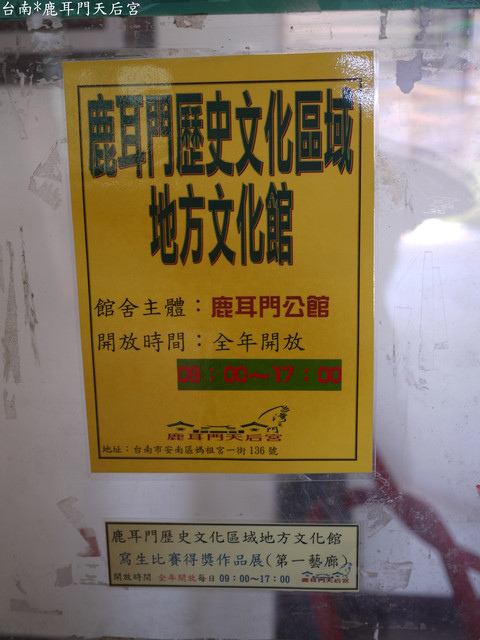 台南*鹿耳門天后宮
鹿耳門歷史文化區域
地方文化館
館舍主體：鹿耳門公館
開放時間：全年開放
09：00～17：00
鹿耳門天后宮
地址：台南市安南區媽祖宮一街136號
鹿耳門歷史文化區域地方文化館
寫生比賽得獎作品展(第一藝廊)
開放時間 全年開放每日09：00～17：00
鹿耳門天后宮